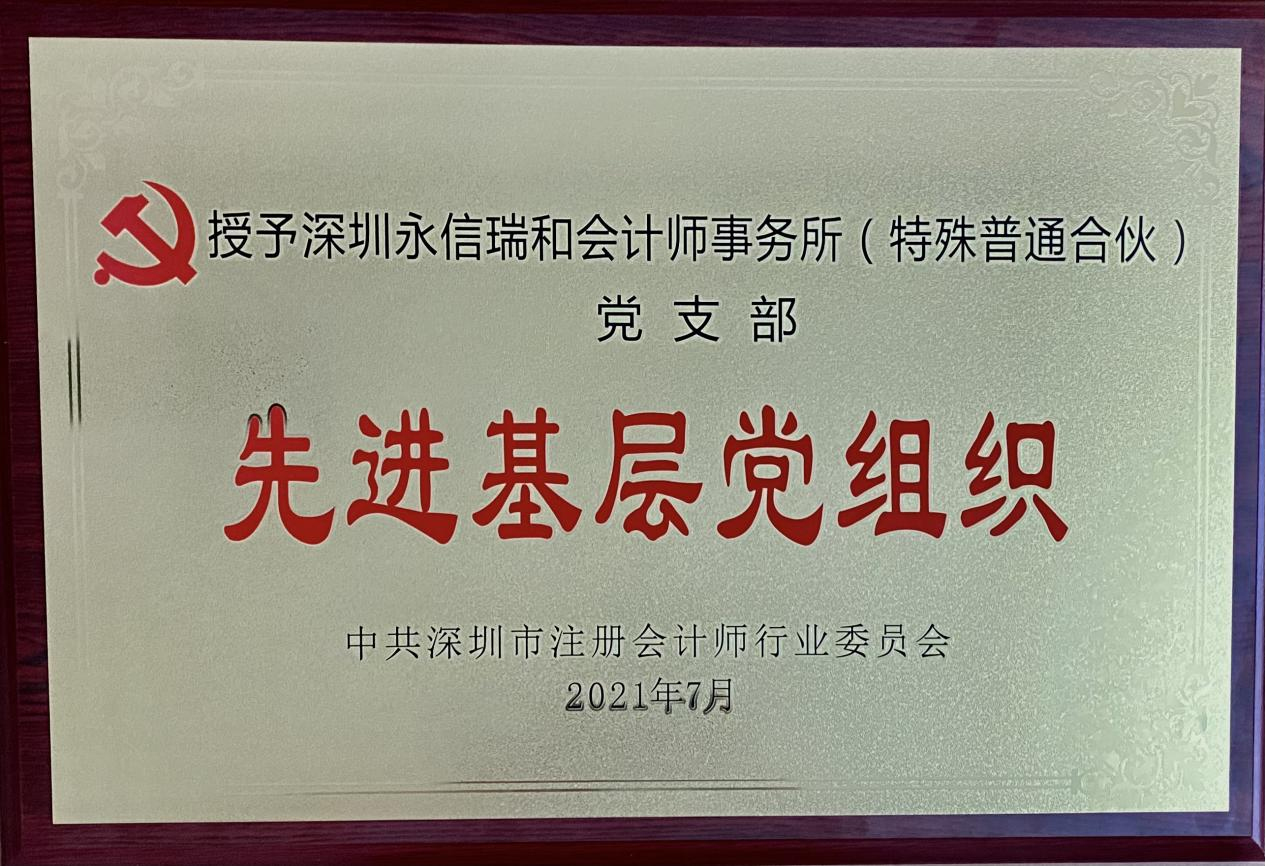 授予深圳永信瑞和会计师事务所（特殊普通合伙）
党支部
先进基层党组织
中共深圳市注册会计师行业委员会
2021年7月